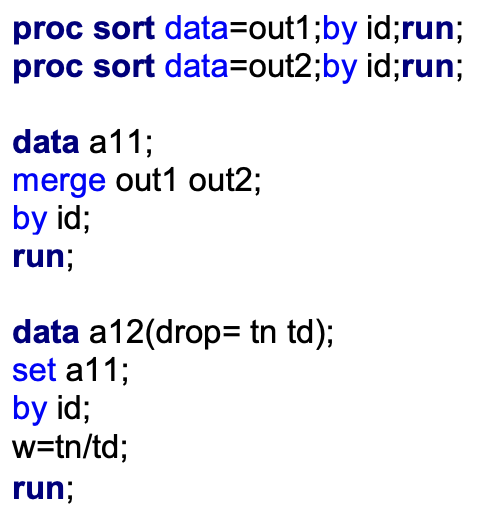 proc sort data=out1;by id;run;
proc sort data=out2;by id;run;
data a11;
merge out1 out2;
by id;
run;
data a12(drop= tn td);
set a11;
by id;
w=tn/td;
run;